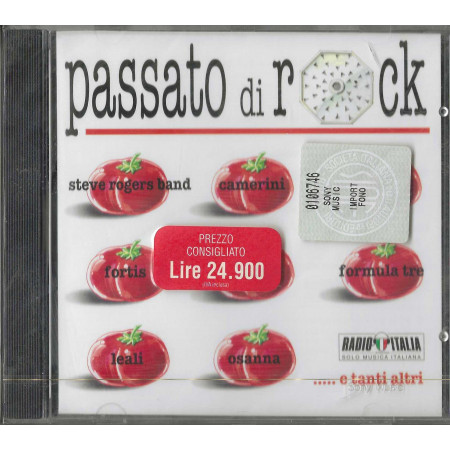 passato di rock
steve rogers band
camerini
0106746
SONY
MUSIC
IMPORT
FONO
PREZZO
CONSIGLIATO
Lire 24.900
fortis
formula tre
leali
osanna
RADIO ITALIA
SOLO MUSICA ITALIANA
..... e tanti altri